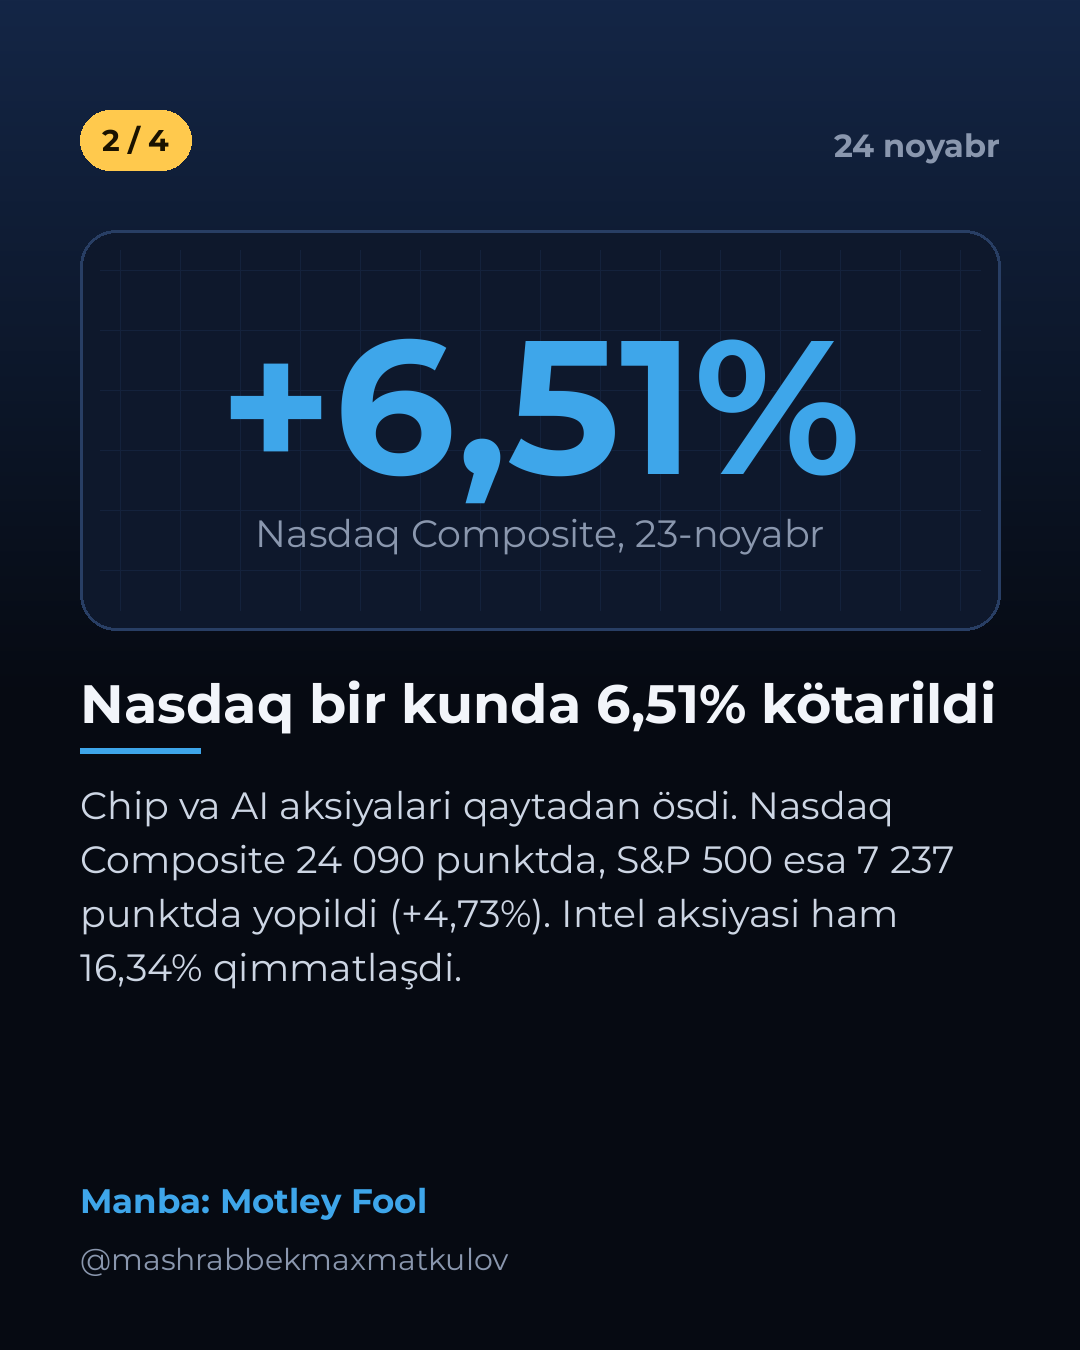 2 / 4
24 noyabr
+6,51%
Nasdaq Composite, 23-noyabr
Nasdaq bir kunda 6,51% kötarildi
Chip va AI aksiyalari qaytadan ösdi. Nasdaq
Composite 24 090 punktda, S&P 500 esa 7 237
punktda yopildi (+4,73%). Intel aksiyasi ham
16,34% qimmatlaşdi.
Manba: Motley Fool
@mashrabbekmaxmatkulov